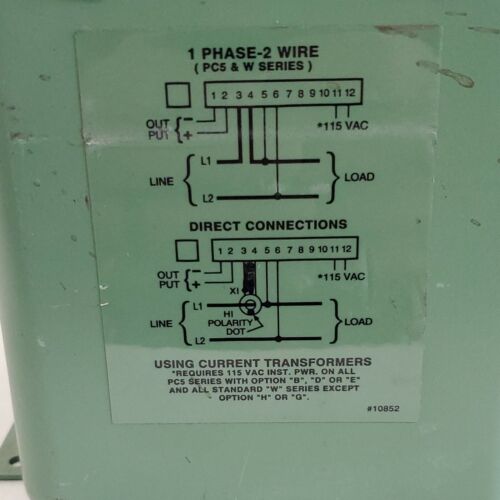 1 PHASE-2 WIRE
( PC5 & W SERIES )
1 2 3 4 5 6 7 8 9 10 11 12
OUT −
PUT +
*115 VAC
L1
LINE
LOAD
L2
DIRECT CONNECTIONS
1 2 3 4 5 6 7 8 9 10 11 12
OUT −
PUT +
*115 VAC
XI
L1
LINE
HI
POLARITY
DOT
LOAD
L2
USING CURRENT TRANSFORMERS
*REQUIRES 115 VAC INST. PWR. ON ALL
PC5 SERIES WITH OPTION "B", "D" OR "E"
AND ALL STANDARD "W" SERIES EXCEPT
OPTION "H" OR "G".
#10852